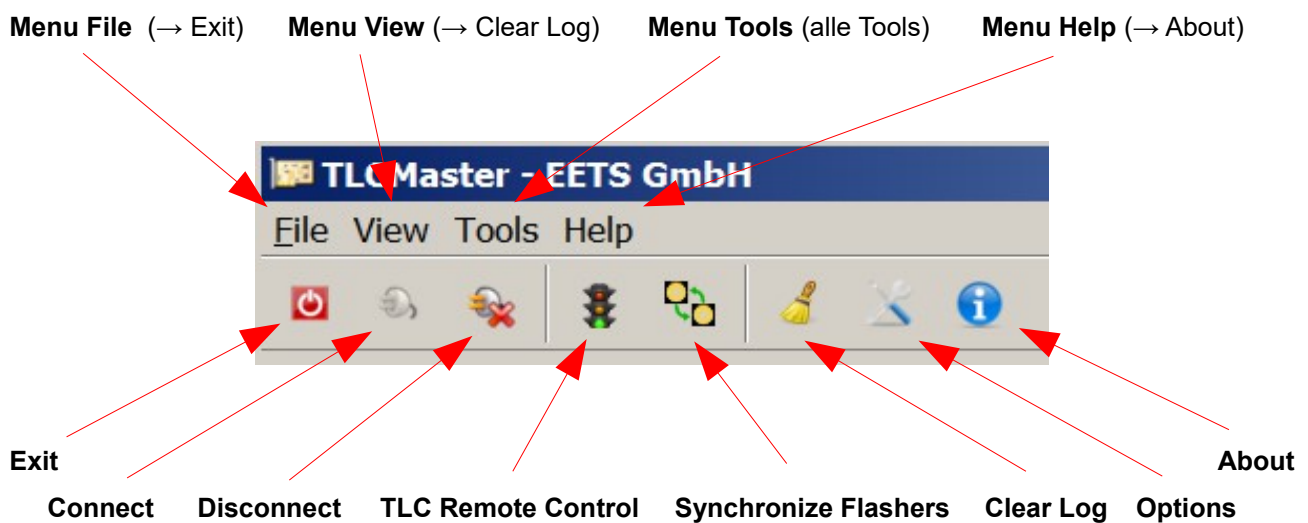 Menu File (→ Exit) Menu View (→ Clear Log) Menu Tools (alle Tools) Menu Help (→ About)
TLCMaster - EETS GmbH
File View Tools Help
Exit About
Connect Disconnect TLC Remote Control Synchronize Flashers Clear Log Options